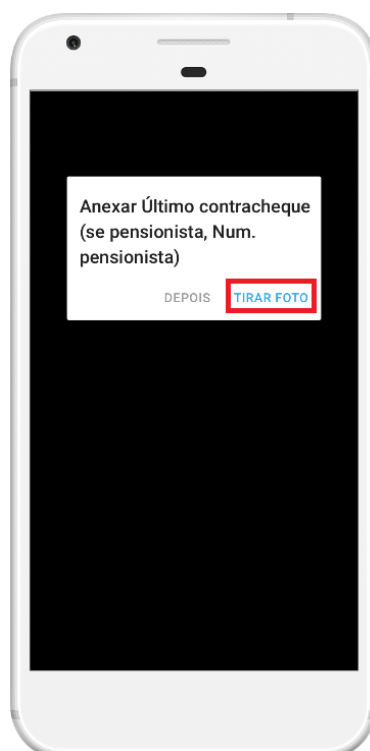 Anexar Último contracheque
(se pensionista, Num.
pensionista)
DEPOIS TIRAR FOTO